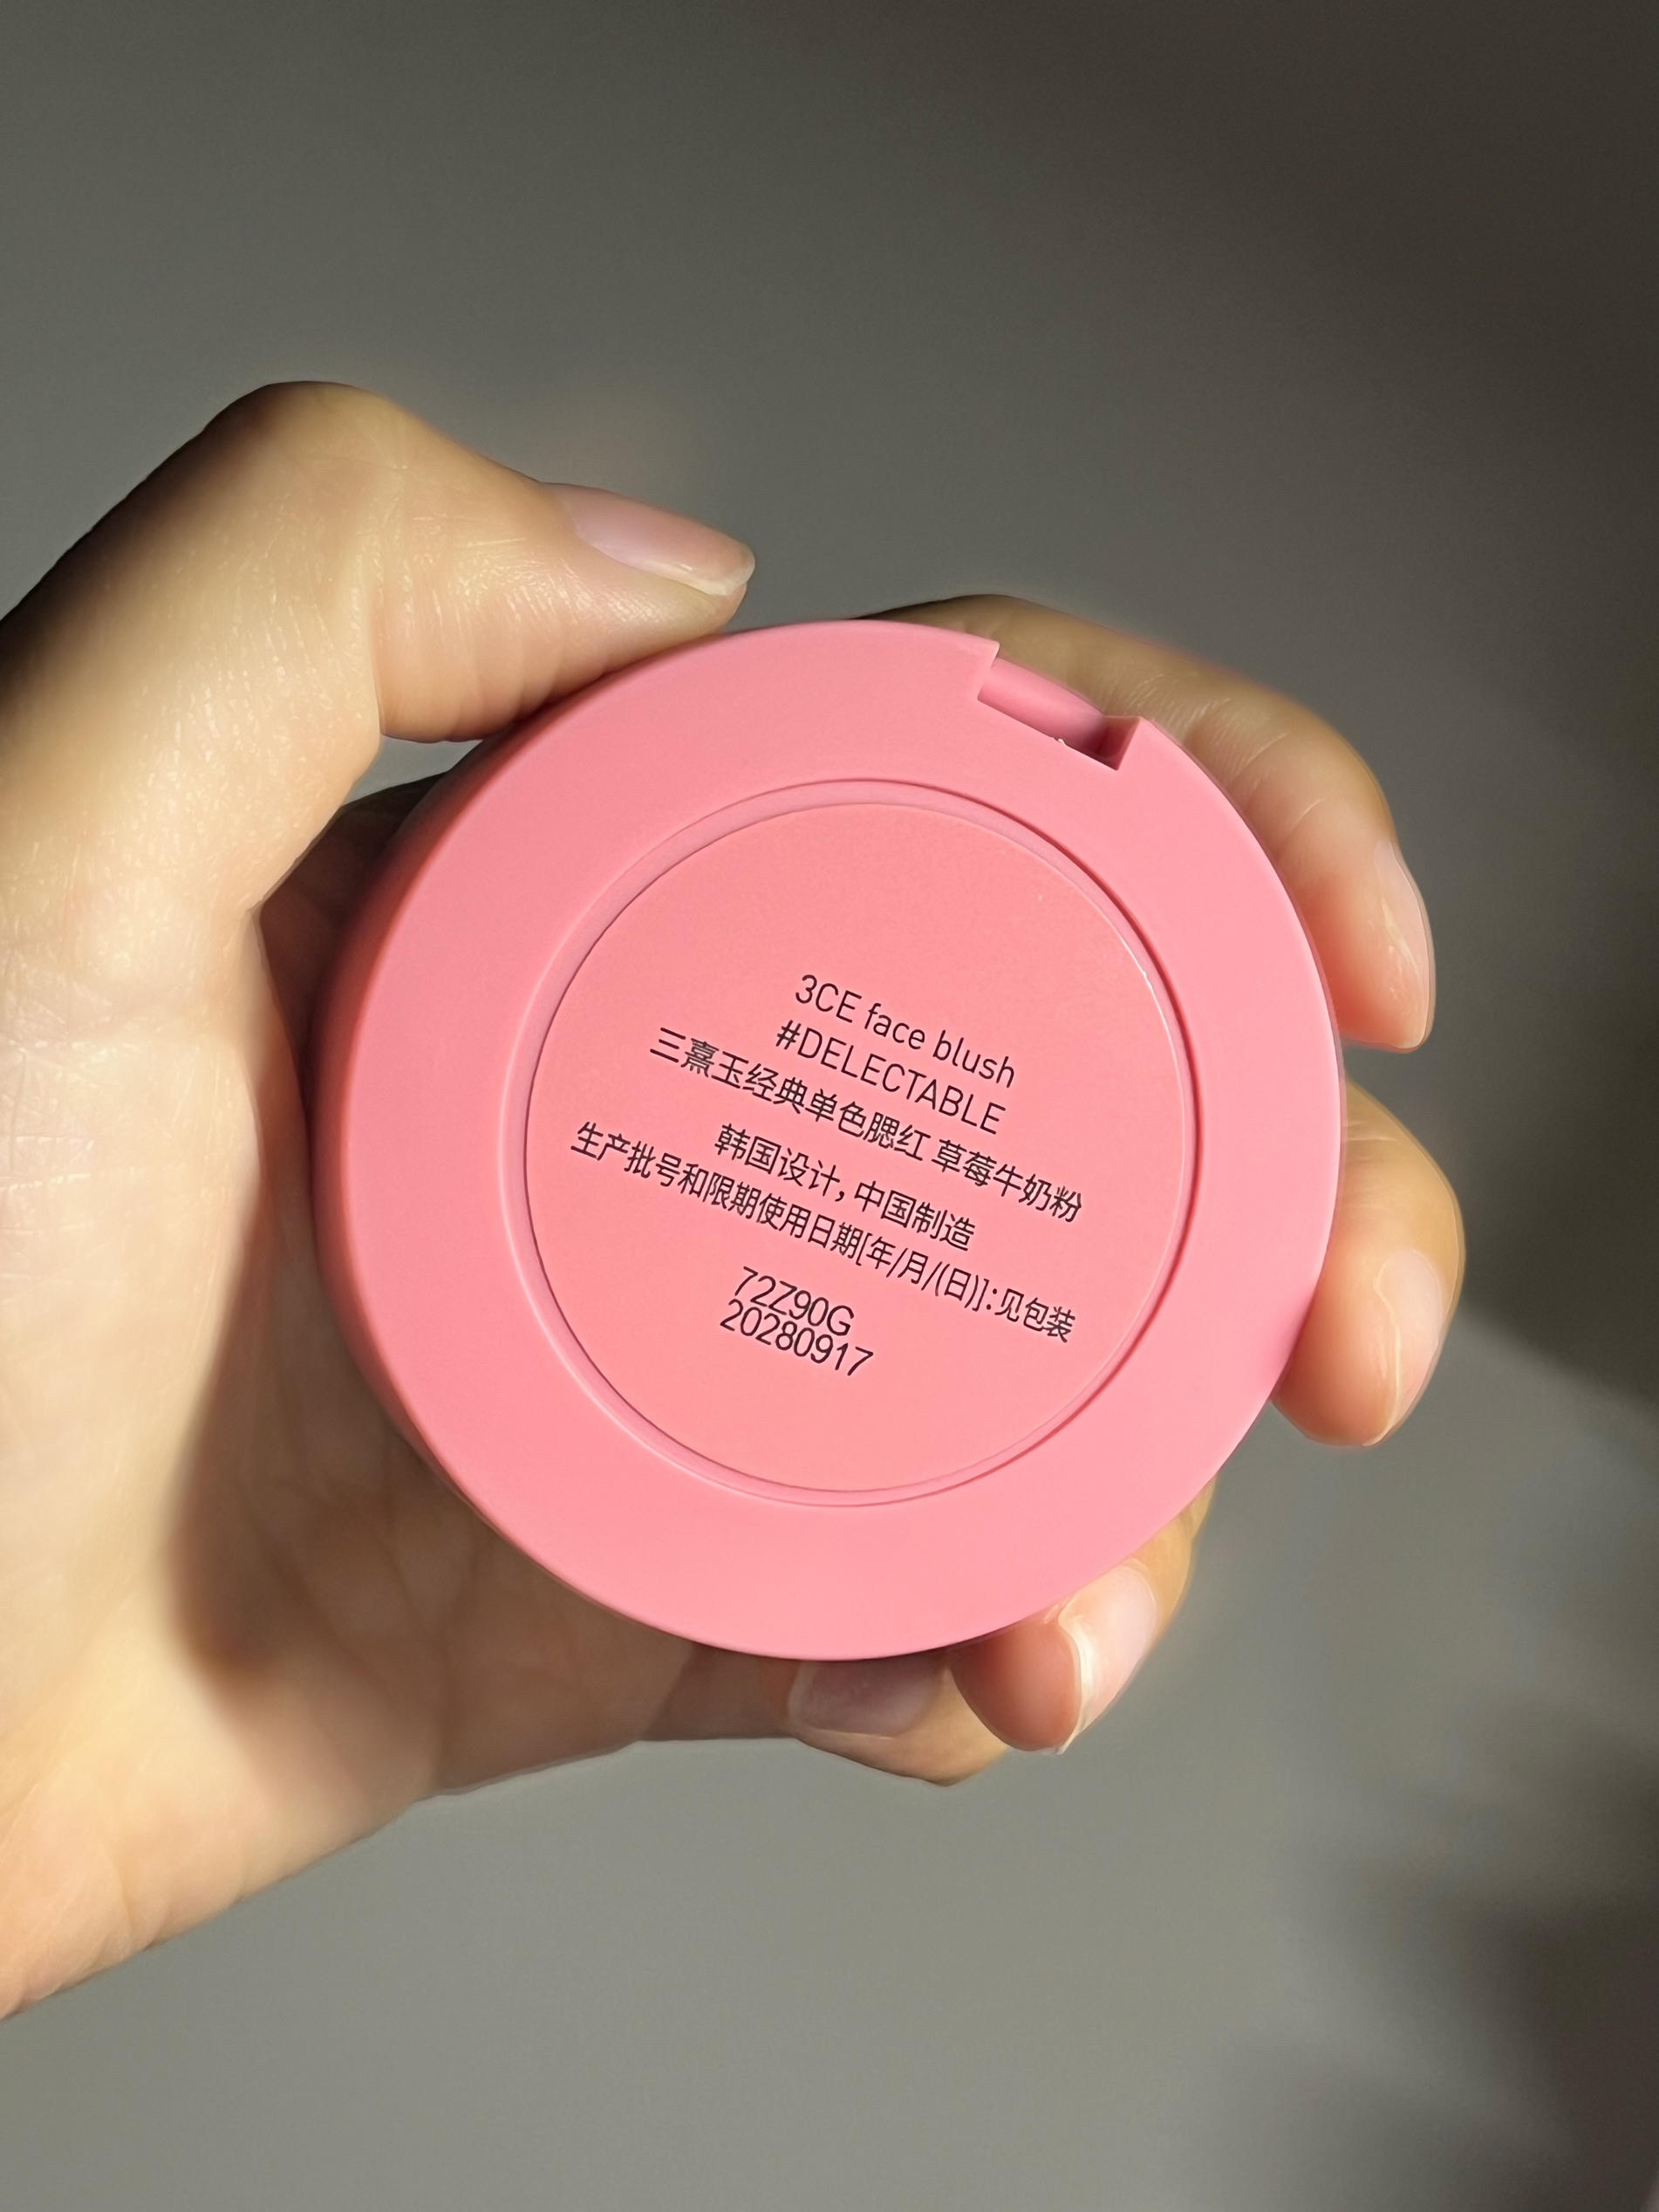 3CE face blush
#DELECTABLE
三熹玉经典单色腮红 草莓牛奶粉
韩国设计, 中国制造
生产批号和限期使用日期[年/月/(日)]:见包装
72Z90G
20280917